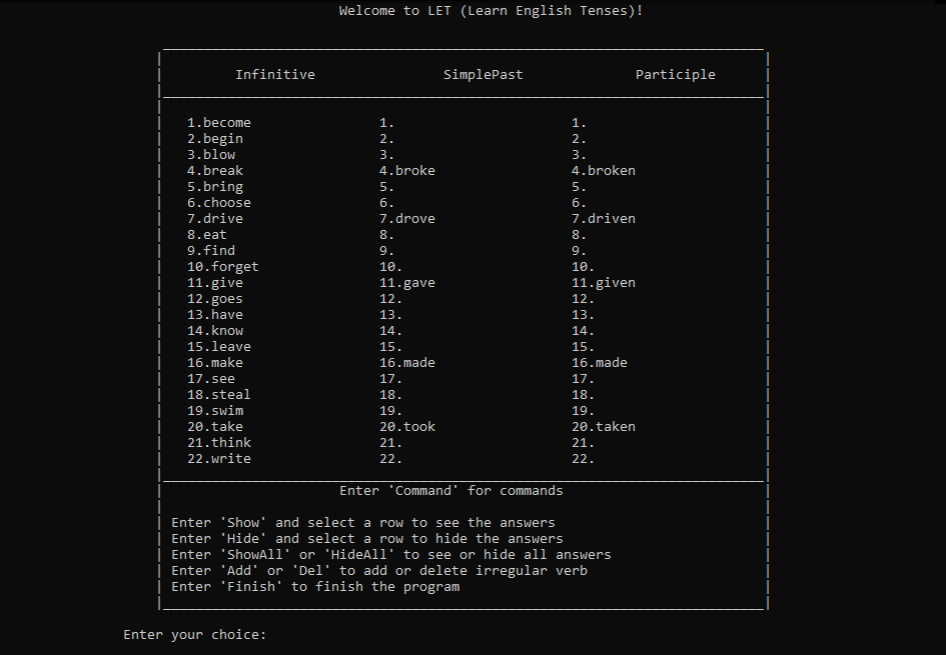 Welcome to LET (Learn English Tenses)!
Infinitive SimplePast Participle
1.become 1. 1.
2.begin 2. 2.
3.blow 3. 3.
4.break 4.broke 4.broken
5.bring 5. 5.
6.choose 6. 6.
7.drive 7.drove 7.driven
8.eat 8. 8.
9.find 9. 9.
10.forget 10. 10.
11.give 11.gave 11.given
12.goes 12. 12.
13.have 13. 13.
14.know 14. 14.
15.leave 15. 15.
16.make 16.made 16.made
17.see 17. 17.
18.steal 18. 18.
19.swim 19. 19.
20.take 20.took 20.taken
21.think 21. 21.
22.write 22. 22.
Enter 'Command' for commands
Enter 'Show' and select a row to see the answers
Enter 'Hide' and select a row to hide the answers
Enter 'ShowAll' or 'HideAll' to see or hide all answers
Enter 'Add' or 'Del' to add or delete irregular verb
Enter 'Finish' to finish the program
Enter your choice: